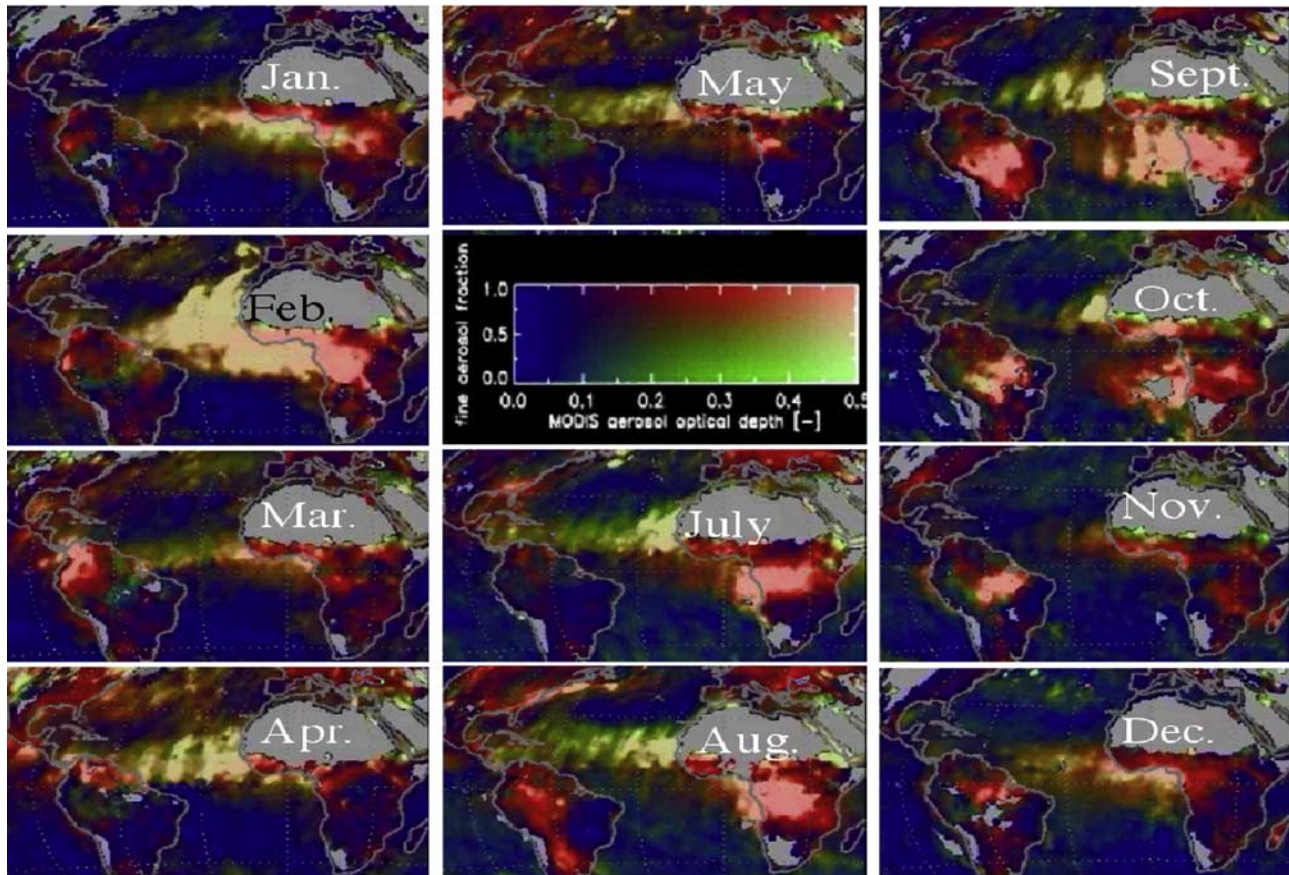 Jan.
May
Sept.
Feb.
fine aerosol fraction
1.0
0.5
0.0
0.0 0.1 0.2 0.3 0.4 0.5
MODIS aerosol optical depth [-]
Oct.
Mar.
July
Nov.
Apr.
Aug.
Dec.